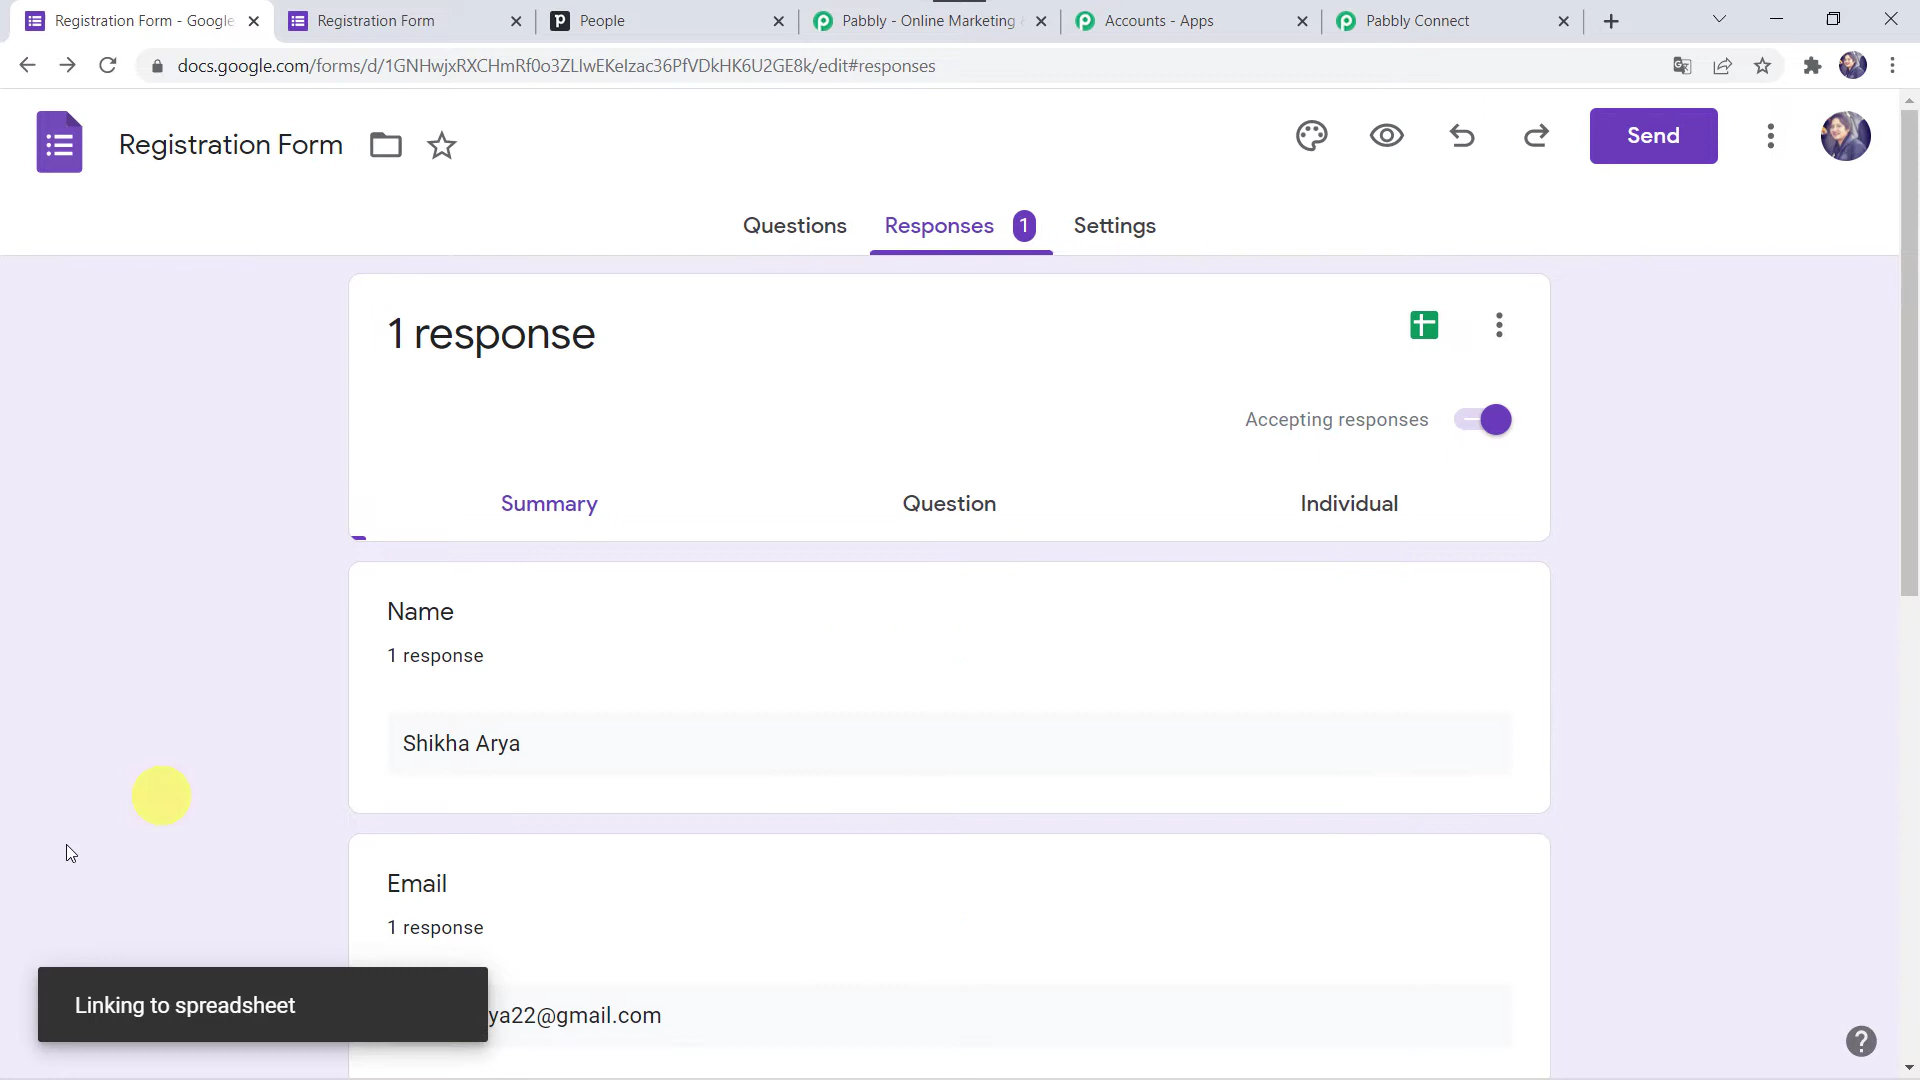 Registration Form - Google
Registration Form
People
Pabbly - Online Marketing
Accounts - Apps
Pabbly Connect
docs.google.com/forms/d/1GNHwjxRXCHmRf0o3ZLlwEKeIzac36PfVDkHK6U2GE8k/edit#responses
Registration Form
Send
Questions
Responses 1
Settings
1 response
Accepting responses
Summary
Question
Individual
Name
1 response
Shikha Arya
Email
1 response
ya22@gmail.com
Linking to spreadsheet